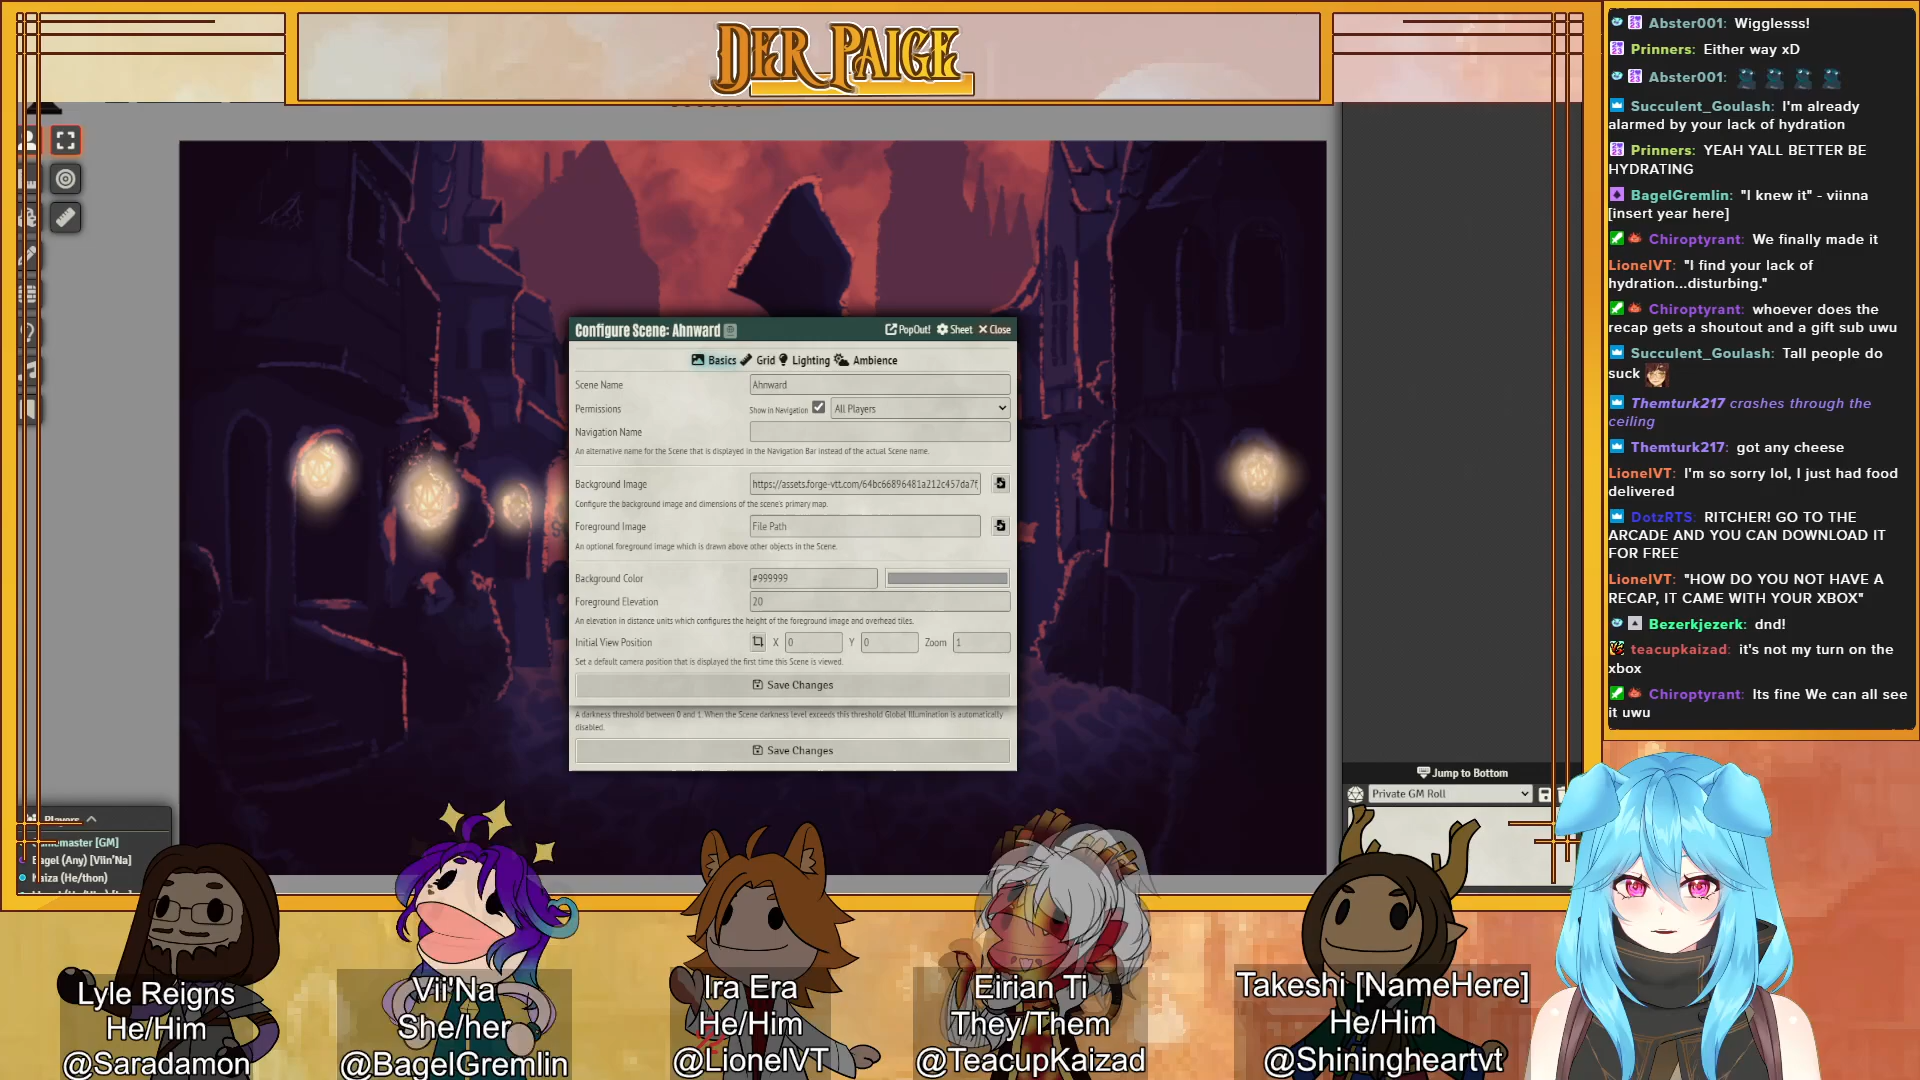 DER PAIGE
Configure Scene: Ahnward
PopOut! Sheet Close
Basics Grid Lighting Ambience
Scene Name Ahnward
Permissions Show in Navigation All Players
Navigation Name
An alternative name for the Scene that is displayed in the Navigation Bar instead of the actual Scene name.
Background Image https://assets.forge-vtt.com/64bc66896481a212c457da7f
Configure the background image and dimensions of the scene's primary map.
Foreground Image File Path
An optional foreground image which is drawn above other objects in the Scene.
Background Color #999999
Foreground Elevation 20
An elevation in distance units which configures the height of the foreground image and overhead tiles.
Initial View Position X 0 Y 0 Zoom 1
Set a default camera position that is displayed the first time this Scene is viewed.
Save Changes
A darkness threshold between 0 and 1. When the Scene darkness level exceeds this threshold Global Illumination is automatically
disabled.
Save Changes
Players
[GM]
Bagel (Any) [Viin'Na]
(He/thon)
Jump to Bottom
Private GM Roll
Abster001: Wigglesss!
Prinners: Either way xD
Abster001:
Succulent_Goulash: I'm already
alarmed by your lack of hydration
Prinners: YEAH YALL BETTER BE
HYDRATING
BagelGremlin: "I knew it" - viinna
[insert year here]
Chiroptyrant: We finally made it
LionelVT: "I find your lack of
hydration...disturbing."
Chiroptyrant: whoever does the
recap gets a shoutout and a gift sub uwu
Succulent_Goulash: Tall people do
suck
Themturk217 crashes through the
ceiling
Themturk217: got any cheese
LionelVT: I'm so sorry lol, I just had food
delivered
DotzRTS: RITCHER! GO TO THE
ARCADE AND YOU CAN DOWNLOAD IT
FOR FREE
LionelVT: "HOW DO YOU NOT HAVE A
RECAP, IT CAME WITH YOUR XBOX"
Bezerkjezerk: dnd!
teacupkaizad: it's not my turn on the
xbox
Chiroptyrant: Its fine We can all see
it uwu
Lyle Reigns
He/Him
@Saradamon
Vii'Na
She/her
@BagelGremlin
Ira Era
He/Him
@LionelVT
Eirian Ti
They/Them
@TeacupKaizad
Takeshi [NameHere]
He/Him
@Shiningheartvt